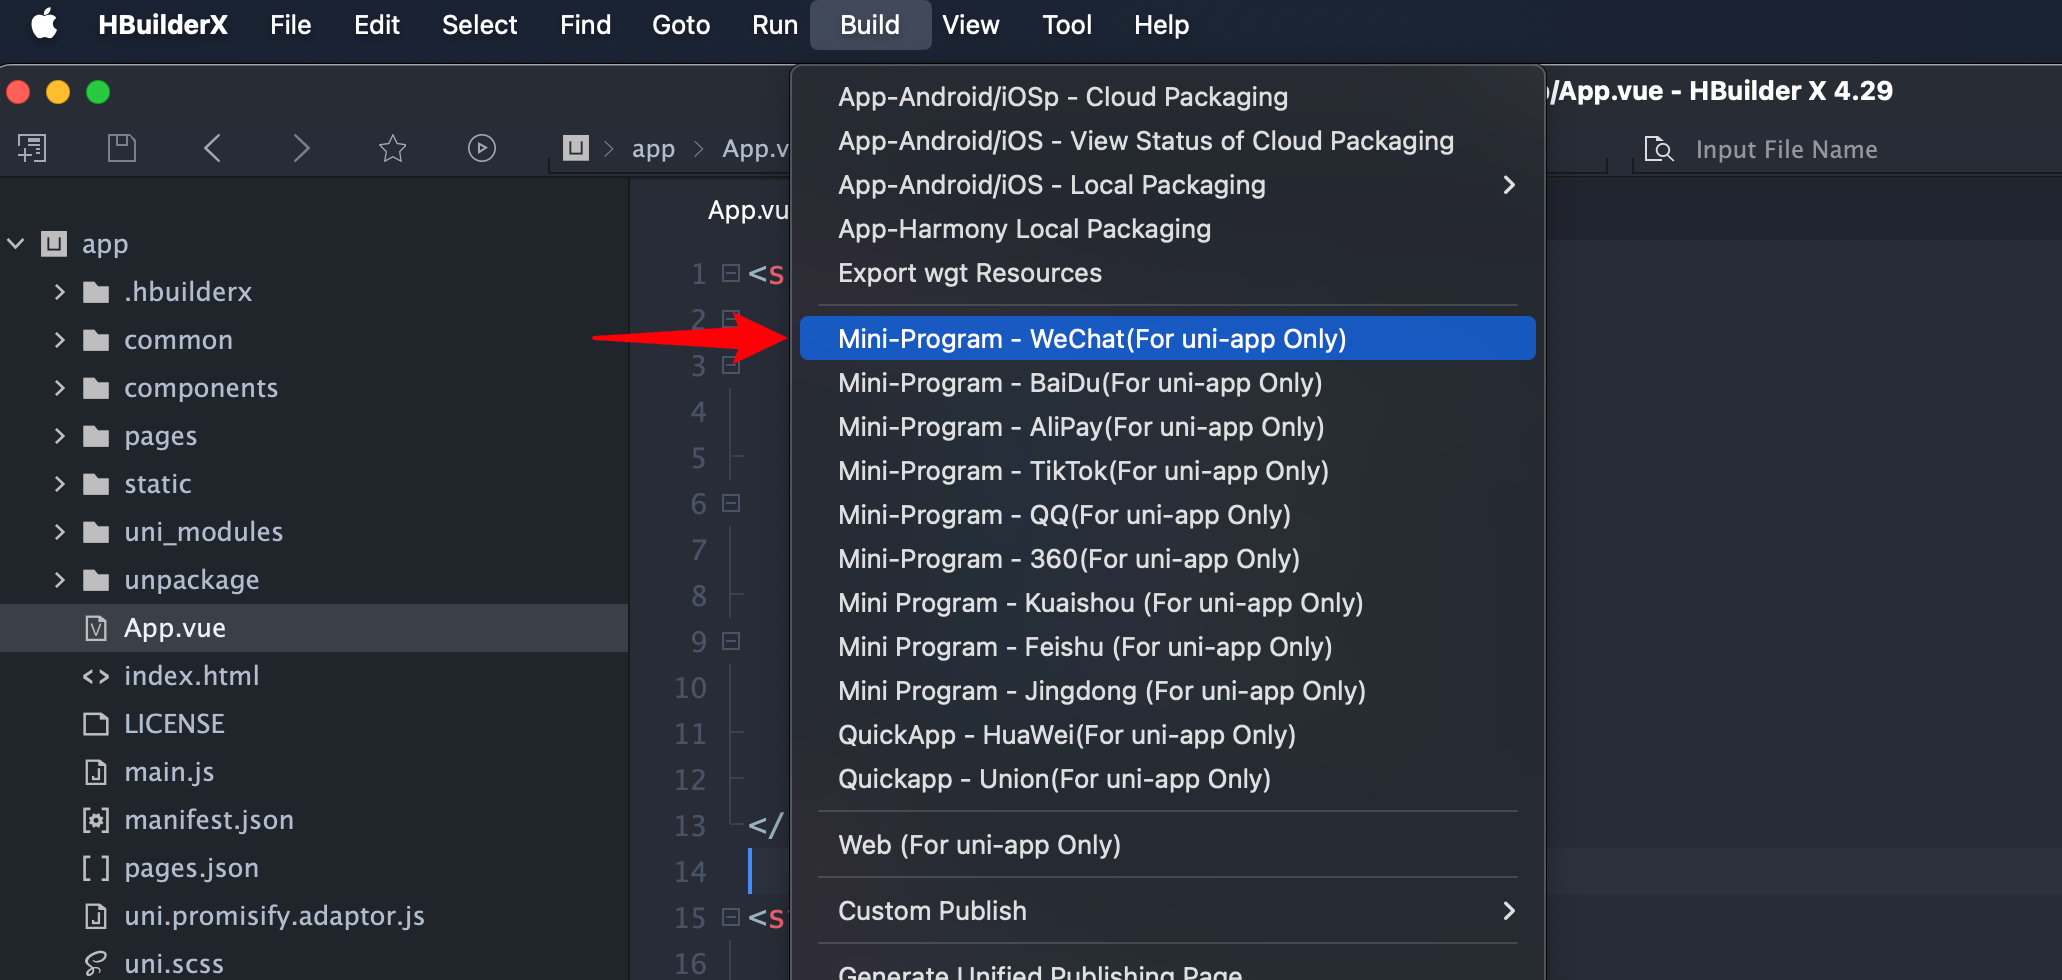 HBuilderX File Edit Select Find Goto Run Build View Tool Help
/App.vue - HBuilder X 4.29
app App.v
Input File Name
app
.hbuilderx
common
components
pages
static
uni_modules
unpackage
App.vue
index.html
LICENSE
main.js
manifest.json
pages.json
uni.promisify.adaptor.js
uni.scss
App.vu
1 <s
2
3
4
5
6
7
8
9
10
11
12
13 </
14
15 <s
16
App-Android/iOSp - Cloud Packaging
App-Android/iOS - View Status of Cloud Packaging
App-Android/iOS - Local Packaging
App-Harmony Local Packaging
Export wgt Resources
Mini-Program - WeChat(For uni-app Only)
Mini-Program - BaiDu(For uni-app Only)
Mini-Program - AliPay(For uni-app Only)
Mini-Program - TikTok(For uni-app Only)
Mini-Program - QQ(For uni-app Only)
Mini-Program - 360(For uni-app Only)
Mini Program - Kuaishou (For uni-app Only)
Mini Program - Feishu (For uni-app Only)
Mini Program - Jingdong (For uni-app Only)
QuickApp - HuaWei(For uni-app Only)
Quickapp - Union(For uni-app Only)
Web (For uni-app Only)
Custom Publish
Generate Unified Publishing Page